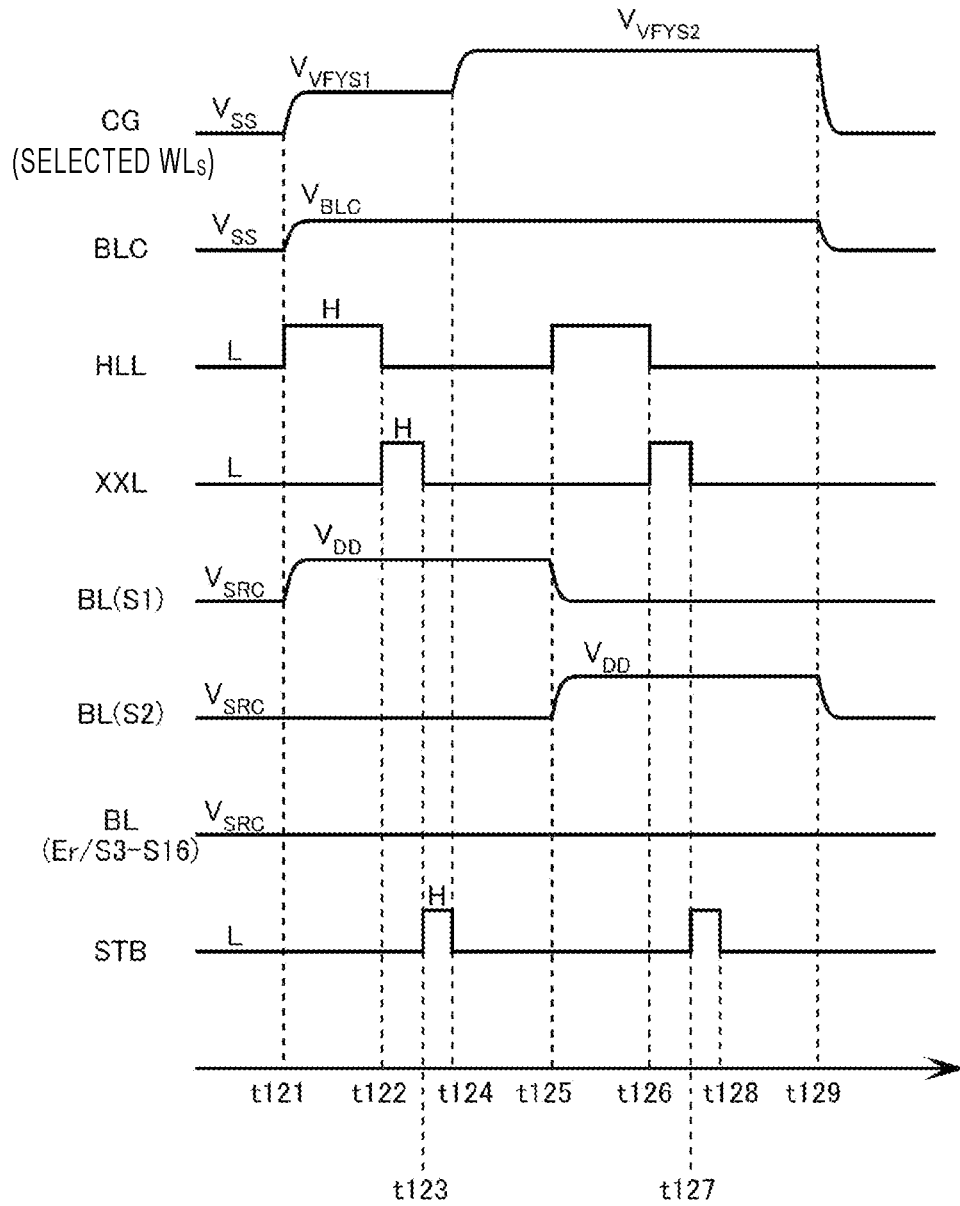 V_VFYS2
V_VFYS1
V_SS
CG
(SELECTED WLs)
V_BLC
V_SS
BLC
H
L
HLL
H
L
XXL
V_DD
V_SRC
BL(S1)
V_DD
V_SRC
BL(S2)
V_SRC
BL
(Er/S3-S16)
H
L
STB
t121 t122 t124 t125 t126 t128 t129
t123 t127